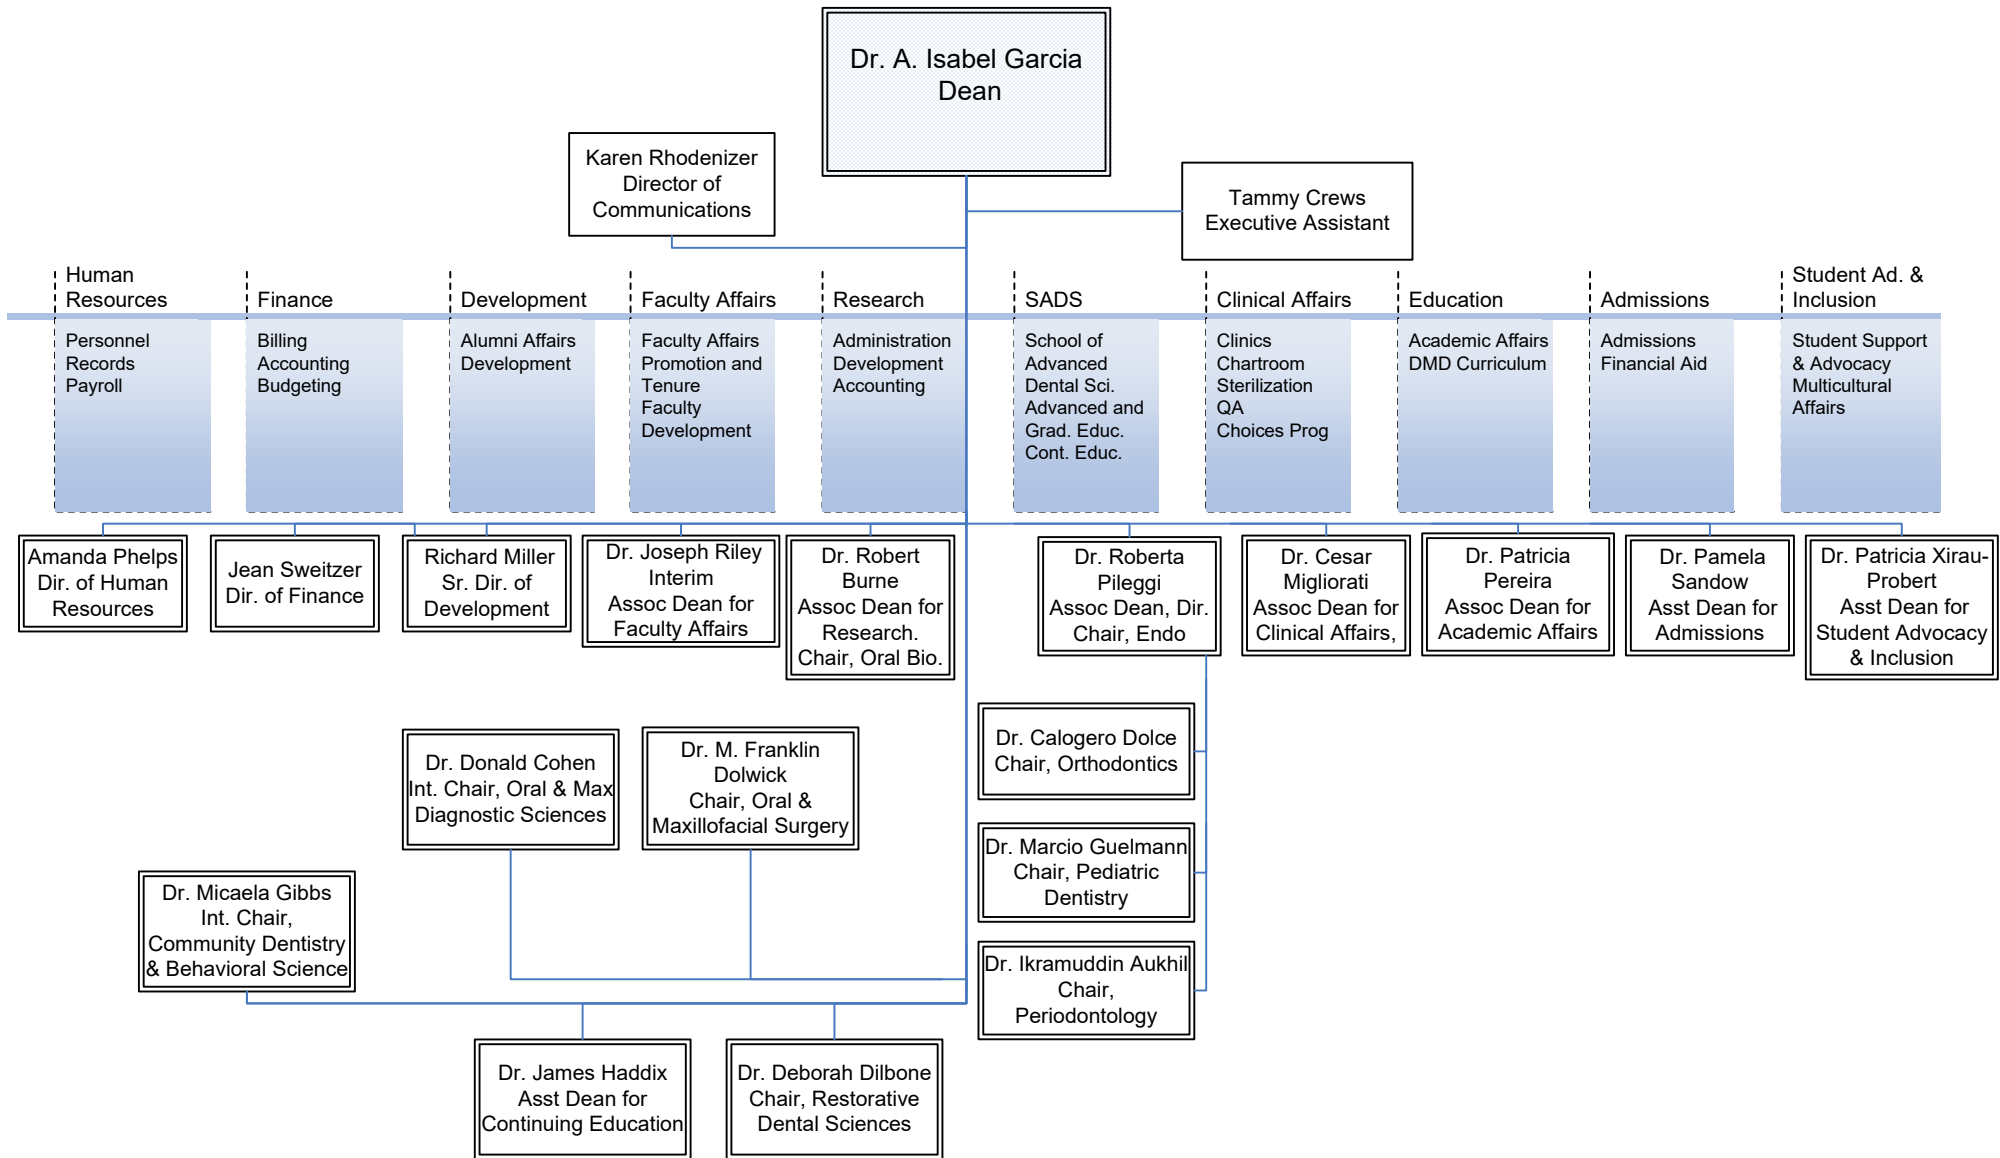 Dr. A. Isabel Garcia
Dean
Karen Rhodenizer
Director of
Communications
Tammy Crews
Executive Assistant
Human
Resources
Finance
Development
Faculty Affairs
Research
SADS
Clinical Affairs
Education
Admissions
Student Ad. &
Inclusion
Personnel
Records
Payroll
Billing
Accounting
Budgeting
Alumni Affairs
Development
Faculty Affairs
Promotion and
Tenure
Faculty
Development
Administration
Development
Accounting
School of
Advanced
Dental Sci.
Advanced and
Grad. Educ.
Cont. Educ.
Clinics
Chartroom
Sterilization
QA
Choices Prog
Academic Affairs
DMD Curriculum
Admissions
Financial Aid
Student Support
& Advocacy
Multicultural
Affairs
Amanda Phelps
Dir. of Human
Resources
Jean Sweitzer
Dir. of Finance
Richard Miller
Sr. Dir. of
Development
Dr. Joseph Riley
Interim
Assoc Dean for
Faculty Affairs
Dr. Robert
Burne
Assoc Dean for
Research.
Chair, Oral Bio.
Dr. Roberta
Pileggi
Assoc Dean, Dir.
Chair, Endo
Dr. Cesar
Migliorati
Assoc Dean for
Clinical Affairs,
Dr. Patricia
Pereira
Assoc Dean for
Academic Affairs
Dr. Pamela
Sandow
Asst Dean for
Admissions
Dr. Patricia Xirau-
Probert
Asst Dean for
Student Advocacy
& Inclusion
Dr. Donald Cohen
Int. Chair, Oral & Max
Diagnostic Sciences
Dr. M. Franklin
Dolwick
Chair, Oral &
Maxillofacial Surgery
Dr. Calogero Dolce
Chair, Orthodontics
Dr. Marcio Guelmann
Chair, Pediatric
Dentistry
Dr. Micaela Gibbs
Int. Chair,
Community Dentistry
& Behavioral Science
Dr. Ikramuddin Aukhil
Chair,
Periodontology
Dr. James Haddix
Asst Dean for
Continuing Education
Dr. Deborah Dilbone
Chair, Restorative
Dental Sciences